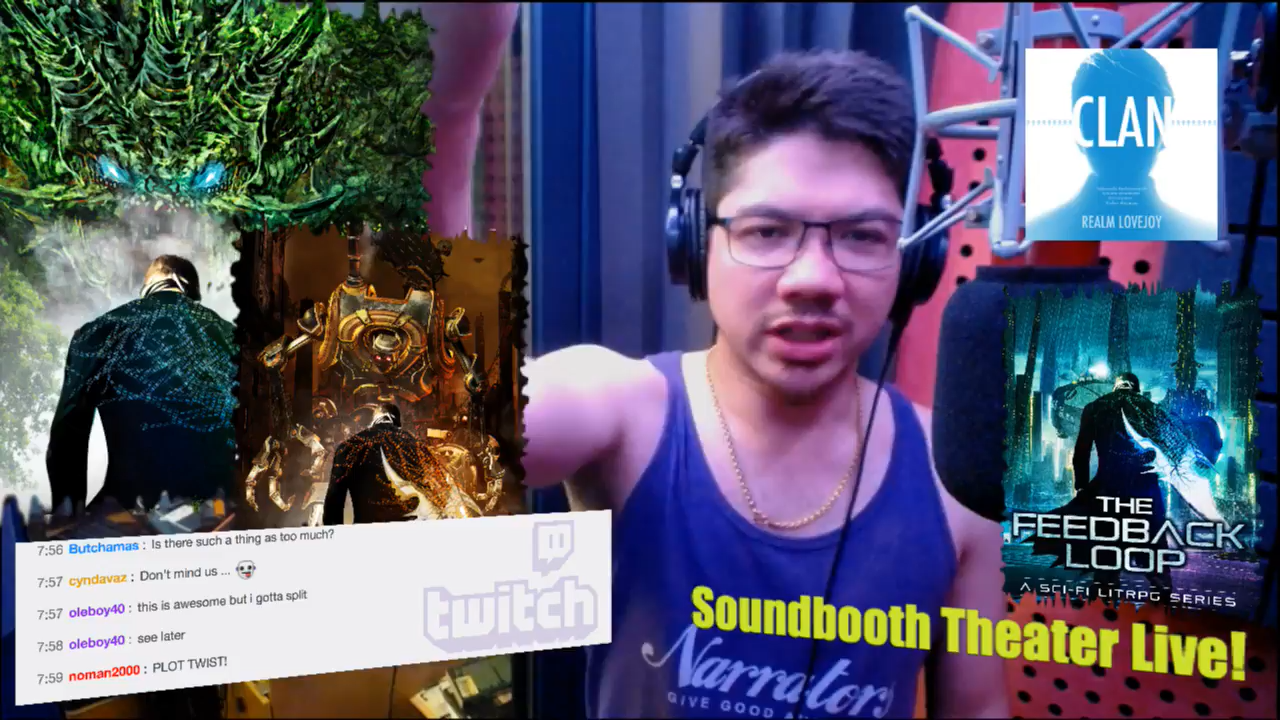 7:56 Butchamas : Is there such a thing as too much?
7:57 cyndavaz : Don't mind us ...
7:57 oleboy40 : this is awesome but i gotta split
7:58 oleboy40 : see later
7:59 noman2000 : PLOT TWIST!
twitch
CLAN
REALM LOVEJOY
THE
FEEDBACK
LOOP
A SCI-FI LITRPG SERIES
Soundbooth Theater Live!
Narrators
GIVE GOOD